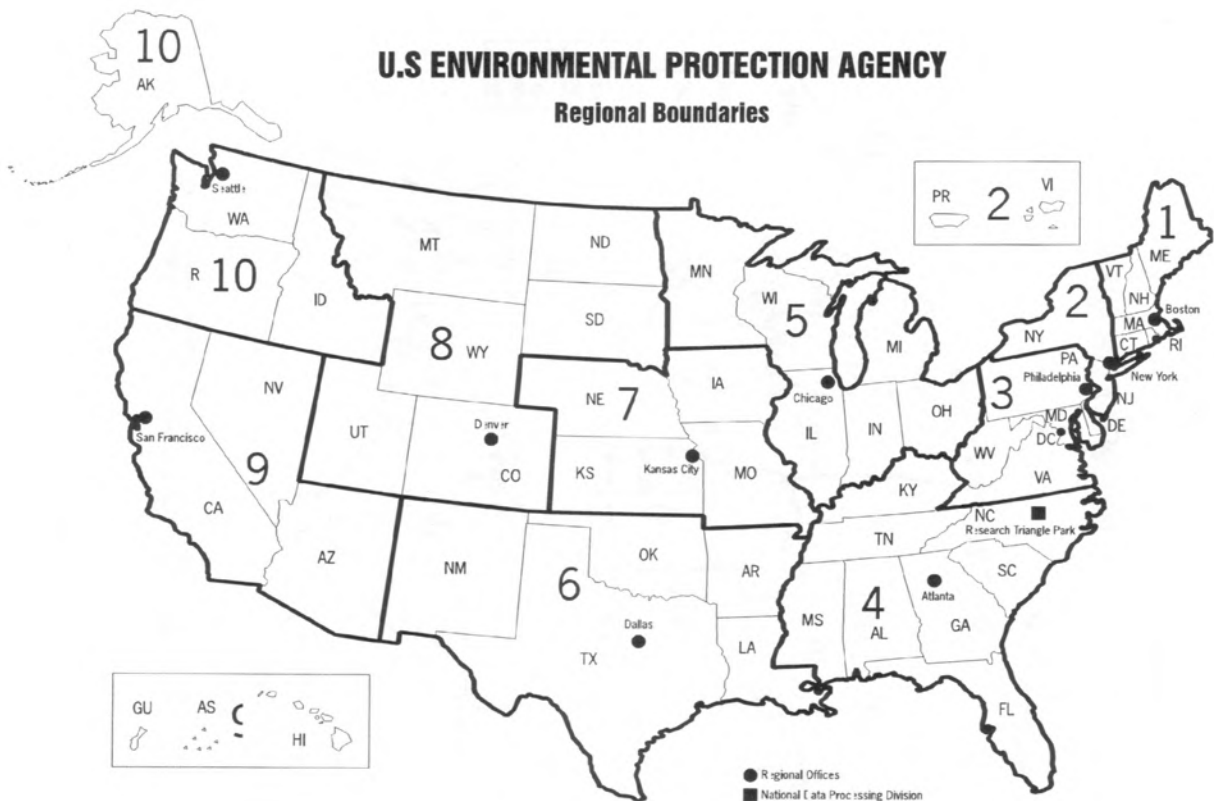 10
AK
U.S ENVIRONMENTAL PROTECTION AGENCY
Regional Boundaries
PR 2 VI
1
Seattle
WA
MT
ND
MN
ME
VT
R 10
ID
SD
WI
5
2
NH
Boston
8 WY
MI
NY
MA
CT
RI
NV
NE 7
IA
PA
Philadelphia
New York
3
NJ
Chicago
OH
MD
DE
San Francisco
UT
Denver
IL
IN
DC
9
CO
KS
Kansas City
MO
WV
VA
CA
KY
NC
Research Triangle Park
AZ
NM
OK
TN
6
AR
SC
4
Atlanta
Dallas
MS
AL
GA
TX
LA
GU AS 9
HI
FL
Regional Offices
National Data Processing Division